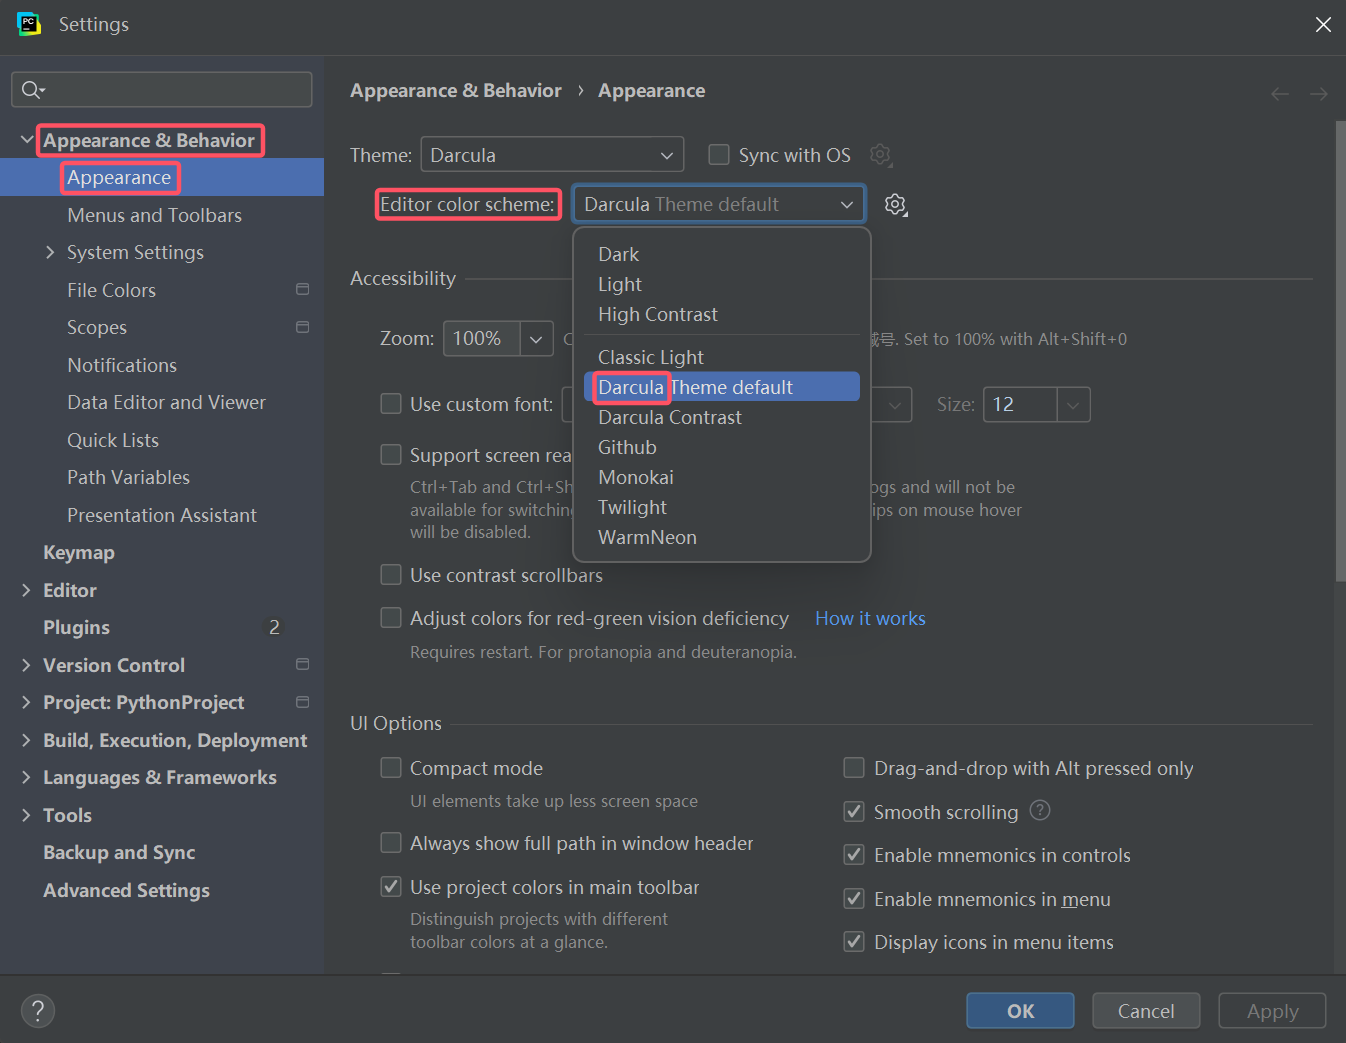 PC
Settings
Appearance & Behavior
Appearance
Menus and Toolbars
System Settings
File Colors
Scopes
Notifications
Data Editor and Viewer
Quick Lists
Path Variables
Presentation Assistant
Keymap
Editor
Plugins 2
Version Control
Project: PythonProject
Build, Execution, Deployment
Languages & Frameworks
Tools
Backup and Sync
Advanced Settings
Appearance & Behavior › Appearance
Theme: Darcula Sync with OS
Editor color scheme: Darcula Theme default
Dark
Light
High Contrast
Classic Light
Darcula Theme default
Darcula Contrast
Github
Monokai
Twilight
WarmNeon
Accessibility
Zoom: 100% 号. Set to 100% with Alt+Shift+0
Use custom font: Size: 12
Support screen rea
Ctrl+Tab and Ctrl+Sh ogs and will not be
available for switching ips on mouse hover
will be disabled.
Use contrast scrollbars
Adjust colors for red-green vision deficiency How it works
Requires restart. For protanopia and deuteranopia.
UI Options
Compact mode
UI elements take up less screen space
Always show full path in window header
Use project colors in main toolbar
Distinguish projects with different
toolbar colors at a glance.
Drag-and-drop with Alt pressed only
Smooth scrolling ?
Enable mnemonics in controls
Enable mnemonics in menu
Display icons in menu items
? OK Cancel Apply